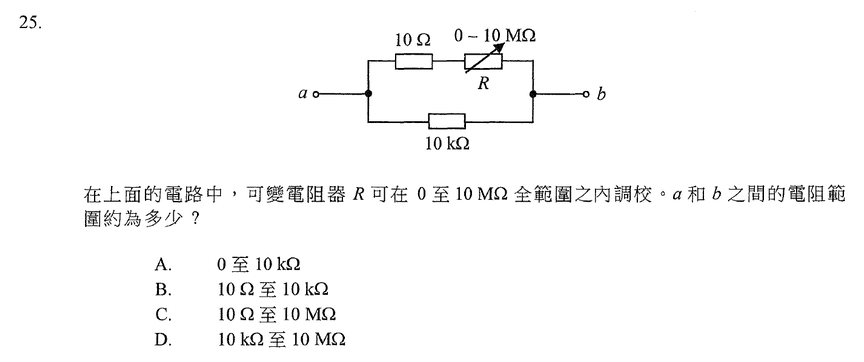 25.
10 Ω 0 – 10 MΩ
R
a b
10 kΩ
在上面的電路中，可變電阻器 R 可在 0 至 10 MΩ 全範圍之內調校。a 和 b 之間的電阻範
圍約為多少？
A. 0 至 10 kΩ
B. 10 Ω 至 10 kΩ
C. 10 Ω 至 10 MΩ
D. 10 kΩ 至 10 MΩ